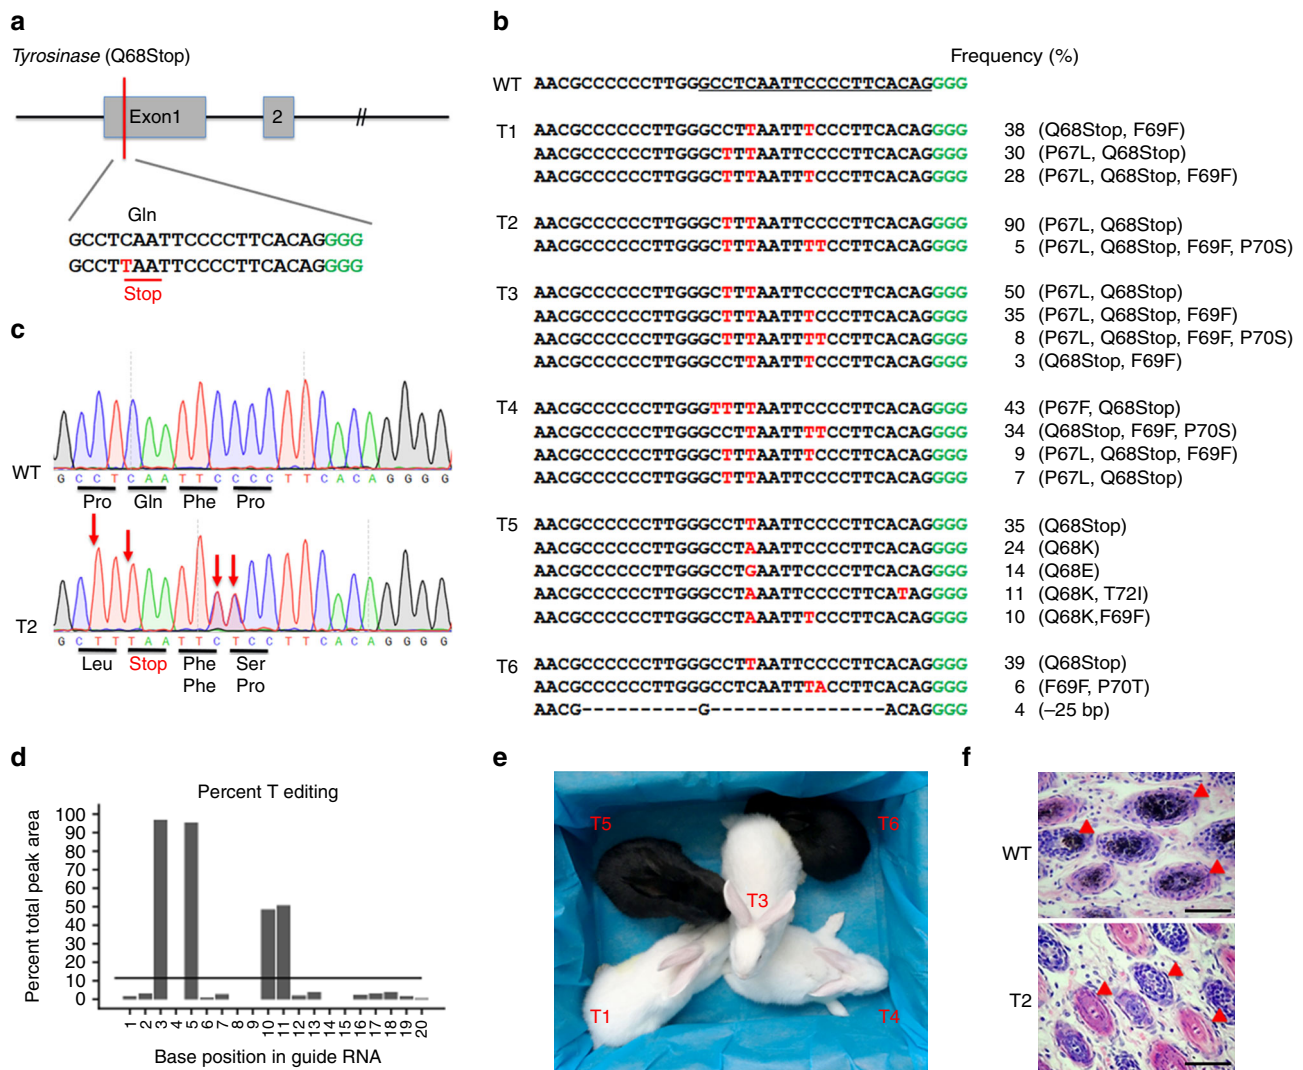 a
Tyrosinase (Q68Stop)
Exon1
2
//
Gln
GCCTCAATTCCCCTTCACAGGGG
GCCTTAATTCCCCTTCACAGGGG
Stop
b
Frequency (%)
WT AACGCCCCCCTTGGGCCTCAATTCCCCTTCACAGGGG
T1 AACGCCCCCCTTGGGCCTTAATTTCCCTTCACAGGGG 38 (Q68Stop, F69F)
AACGCCCCCCTTGGGCTTTAATTCCCCTTCACAGGGG 30 (P67L, Q68Stop)
AACGCCCCCCTTGGGCTTTAATTTCCCTTCACAGGGG 28 (P67L, Q68Stop, F69F)
T2 AACGCCCCCCTTGGGCTTTAATTCCCCTTCACAGGGG 90 (P67L, Q68Stop)
AACGCCCCCCTTGGGCTTTAATTTTCCTTCACAGGGG 5 (P67L, Q68Stop, F69F, P70S)
T3 AACGCCCCCCTTGGGCTTTAATTCCCCTTCACAGGGG 50 (P67L, Q68Stop)
AACGCCCCCCTTGGGCTTTAATTTCCCTTCACAGGGG 35 (P67L, Q68Stop, F69F)
AACGCCCCCCTTGGGCTTTAATTTTCCTTCACAGGGG 8 (P67L, Q68Stop, F69F, P70S)
AACGCCCCCCTTGGGCCTTAATTTCCCTTCACAGGGG 3 (Q68Stop, F69F)
T4 AACGCCCCCCTTGGGTTTTAATTCCCCTTCACAGGGG 43 (P67F, Q68Stop)
AACGCCCCCCTTGGGCCTTAATTTTCCTTCACAGGGG 34 (Q68Stop, F69F, P70S)
AACGCCCCCCTTGGGCTTTAATTTCCCTTCACAGGGG 9 (P67L, Q68Stop, F69F)
AACGCCCCCCTTGGGCTTTAATTCCCCTTCACAGGGG 7 (P67L, Q68Stop)
T5 AACGCCCCCCTTGGGCCTTAATTCCCCTTCACAGGGG 35 (Q68Stop)
AACGCCCCCCTTGGGCCTAAATTCCCCTTCACAGGGG 24 (Q68K)
AACGCCCCCCTTGGGCCTGAATTCCCCTTCACAGGGG 14 (Q68E)
AACGCCCCCCTTGGGCCTAAATTCCCCTTCATAGGGG 11 (Q68K, T72I)
AACGCCCCCCTTGGGCCTAAATTTCCCTTCACAGGGG 10 (Q68K,F69F)
T6 AACGCCCCCCTTGGGCCTTAATTCCCCTTCACAGGGG 39 (Q68Stop)
AACGCCCCCCTTGGGCCTCAATTTACCTTCACAGGGG 6 (F69F, P70T)
AACG----------G---------------ACAGGGG 4 (–25 bp)
c
WT
G C C T C A A T T C C C C T T C A C A G G G G
Pro Gln Phe Pro
T2
G C T T T A A T T C T C C T T C A C A G G G G
Leu Stop Phe Ser
Phe Pro
d
Percent T editing
Percent total peak area
100
90
80
70
60
50
40
30
20
10
0
1 2 3 4 5 6 7 8 9 10 11 12 13 14 15 16 17 18 19 20
Base position in guide RNA
e
T5
T6
T3
T1
T4
f
WT
T2